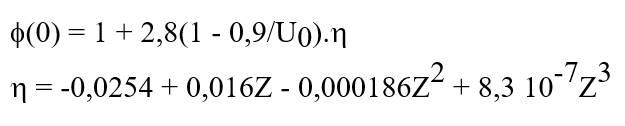 ϕ(0) = 1 + 2,8(1 - 0,9/U0).η
η = -0,0254 + 0,016Z - 0,000186Z² + 8,3 10⁻⁷Z³